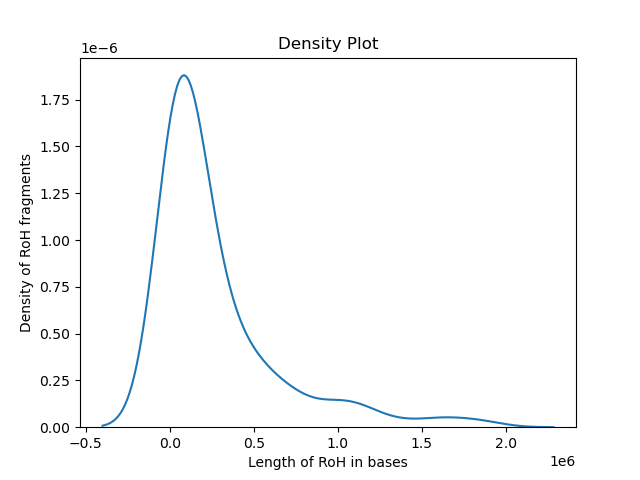 Density Plot
1e−6
1.75
1.50
1.25
1.00
0.75
0.50
0.25
0.00
Density of RoH fragments
−0.5
0.0
0.5
1.0
1.5
2.0
1e6
Length of RoH in bases